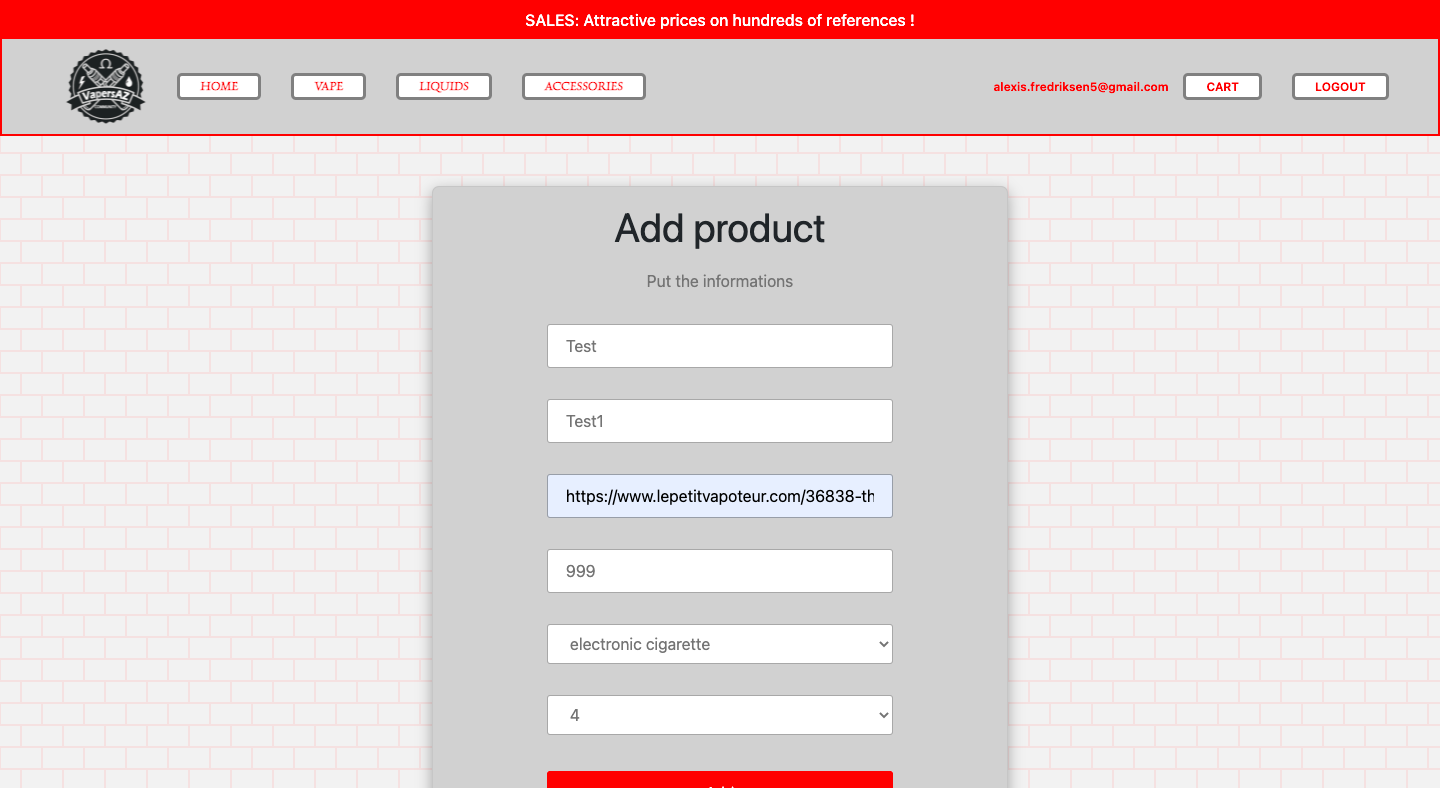 SALES: Attractive prices on hundreds of references !
VapersAZ
COMMUNITY
HOME
VAPE
LIQUIDS
ACCESSORIES
alexis.fredriksen5@gmail.com
CART
LOGOUT
Add product
Put the informations
Test
Test1
https://www.lepetitvapoteur.com/36838-th
999
electronic cigarette
4